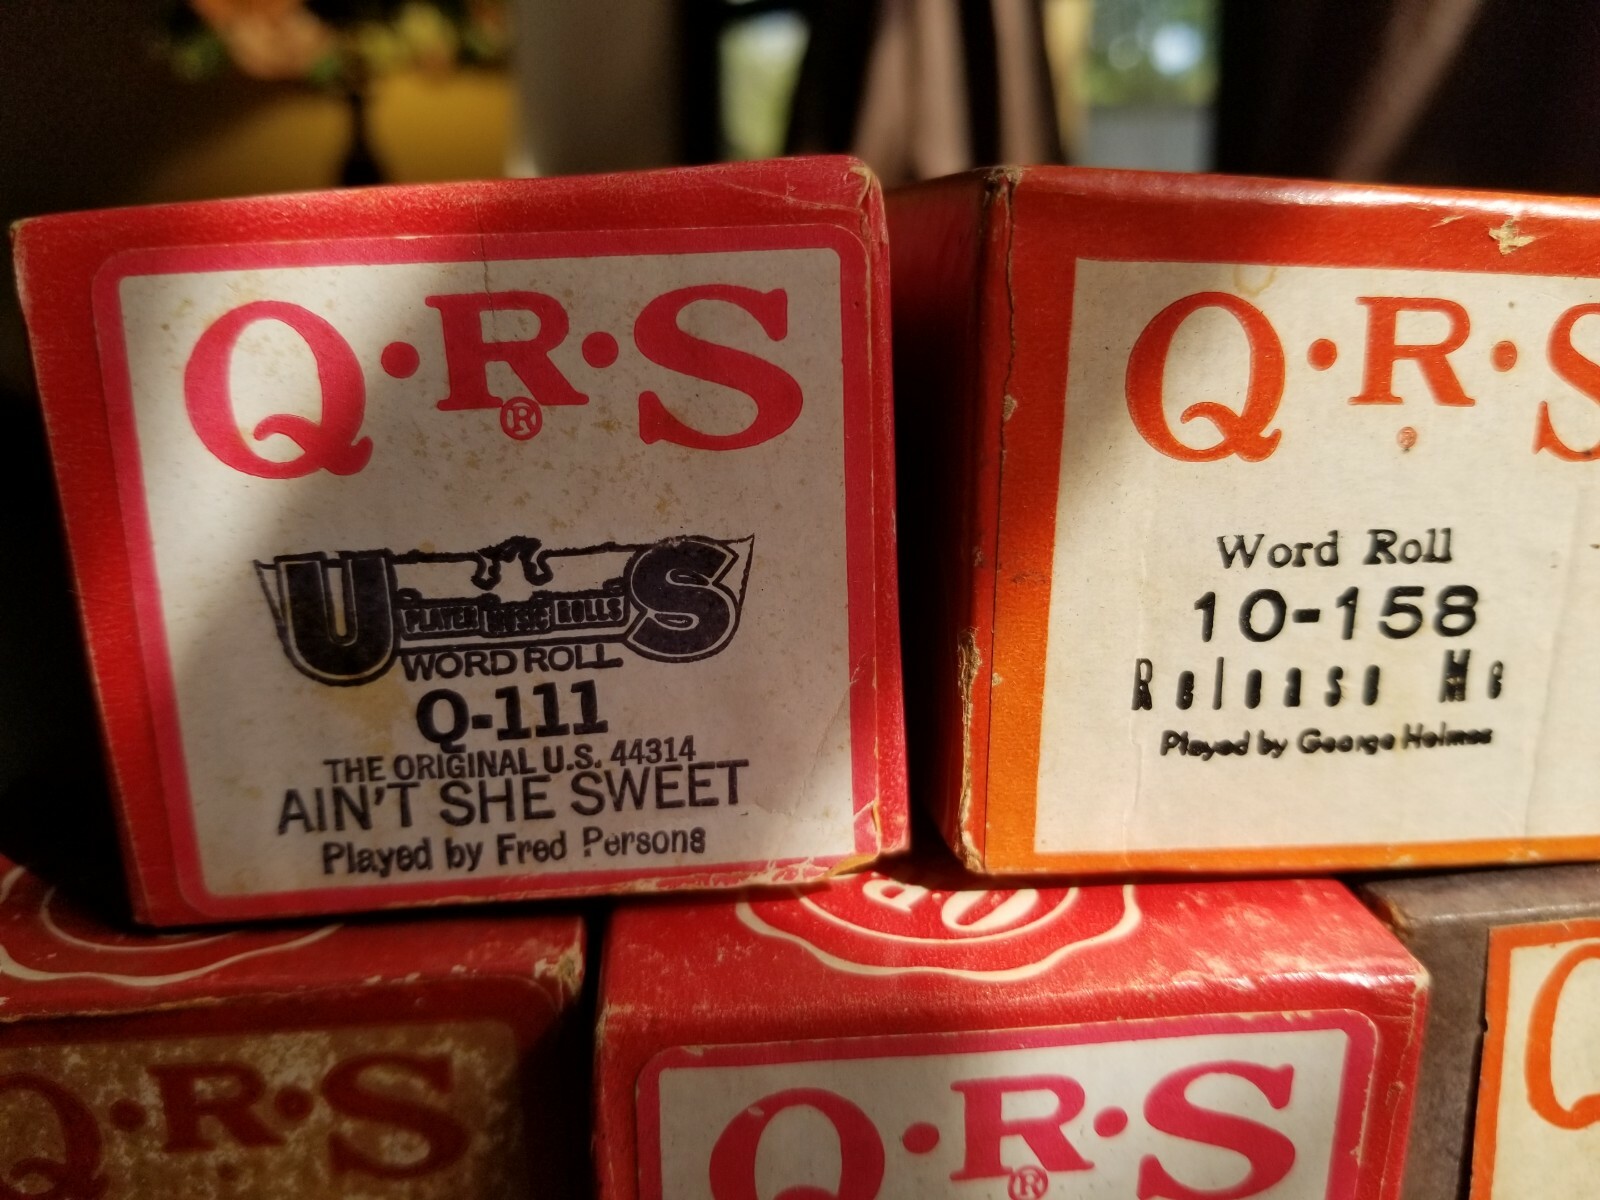 Q·R·S
®
U PLAYER MUSIC ROLLS S
WORD ROLL
Q-111
THE ORIGINAL U.S. 44314
AIN'T SHE SWEET
Played by Fred Persons
Q·R·S
®
Word Roll
10-158
Release Me
Played by George Holmes
Q·R·S
Q·R·S
Q·R·S
®
Q